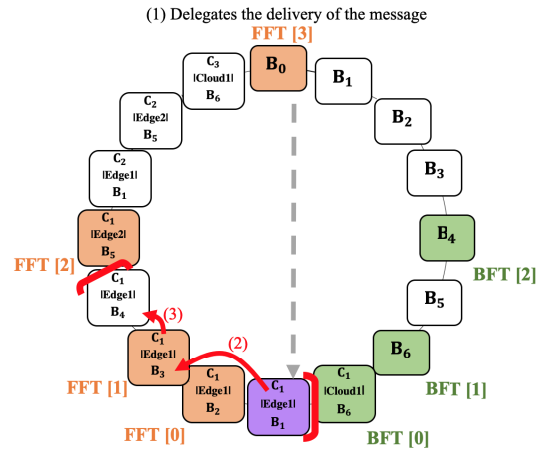 (1) Delegates the delivery of the message
FFT [3]
B0
B1
B2
B3
B4
BFT [2]
B5
B6
BFT [1]
C1
|Cloud1|
B6
BFT [0]
C1
|Edge1|
B1
(2)
C1
|Edge1|
B2
FFT [0]
C1
|Edge1|
B3
FFT [1]
(3)
C1
|Edge1|
B4
C1
|Edge2|
B5
FFT [2]
C2
|Edge1|
B1
C2
|Edge2|
B5
C3
|Cloud1|
B6